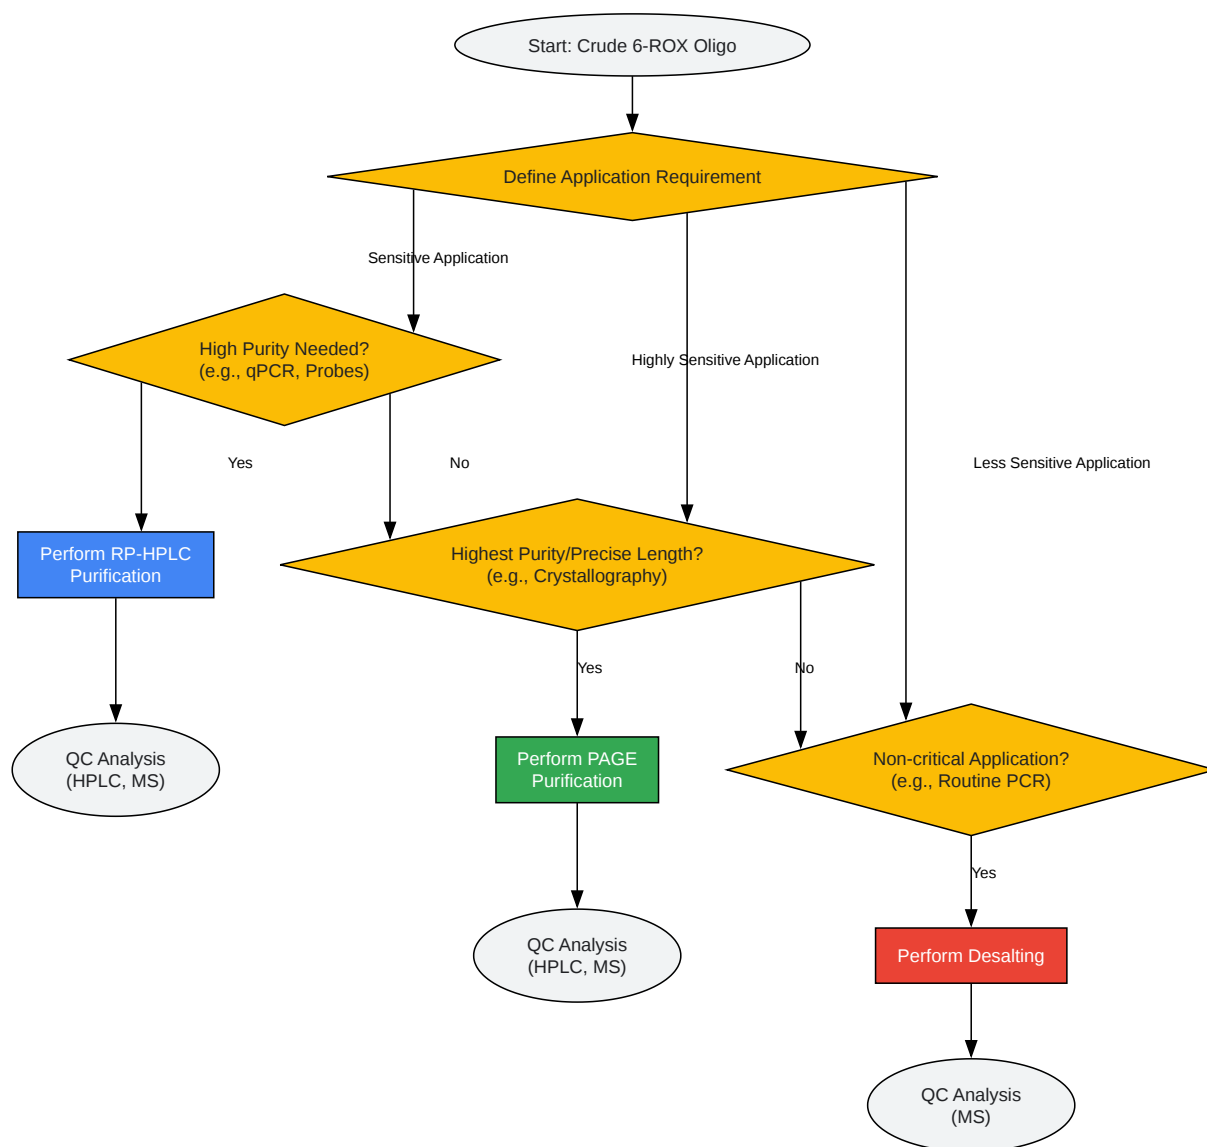 Start: Crude 6-ROX Oligo
Define Application Requirement
Sensitive Application
High Purity Needed?
(e.g., qPCR, Probes)
Highly Sensitive Application
Yes
No
Less Sensitive Application
Perform RP-HPLC
Purification
Highest Purity/Precise Length?
(e.g., Crystallography)
Yes
No
QC Analysis
(HPLC, MS)
Perform PAGE
Purification
Non-critical Application?
(e.g., Routine PCR)
Yes
QC Analysis
(HPLC, MS)
Perform Desalting
QC Analysis
(MS)